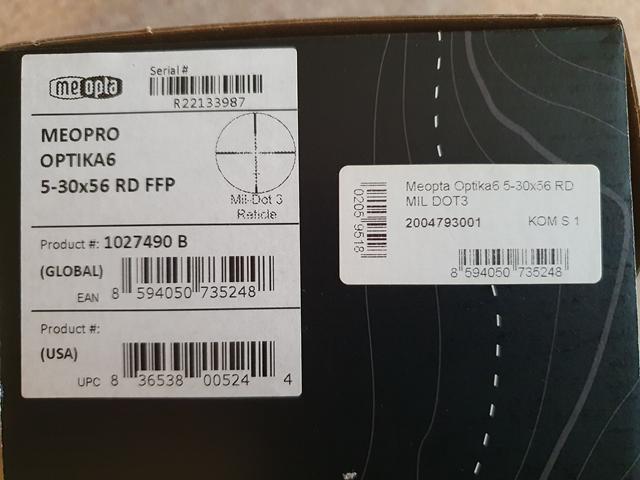 meopta
Serial #
R22133987
MEOPRO
OPTIKA6
5-30x56 RD FFP
Mil-Dot 3
Reticle
Product #: 1027490 B
(GLOBAL)
EAN 8 594050 735248
Product #:
(USA)
UPC 8 36538 00524 4
0205 9518
Meopta Optika6 5-30x56 RD
MIL DOT3
2004793001 KOM S 1
8 594050 735248